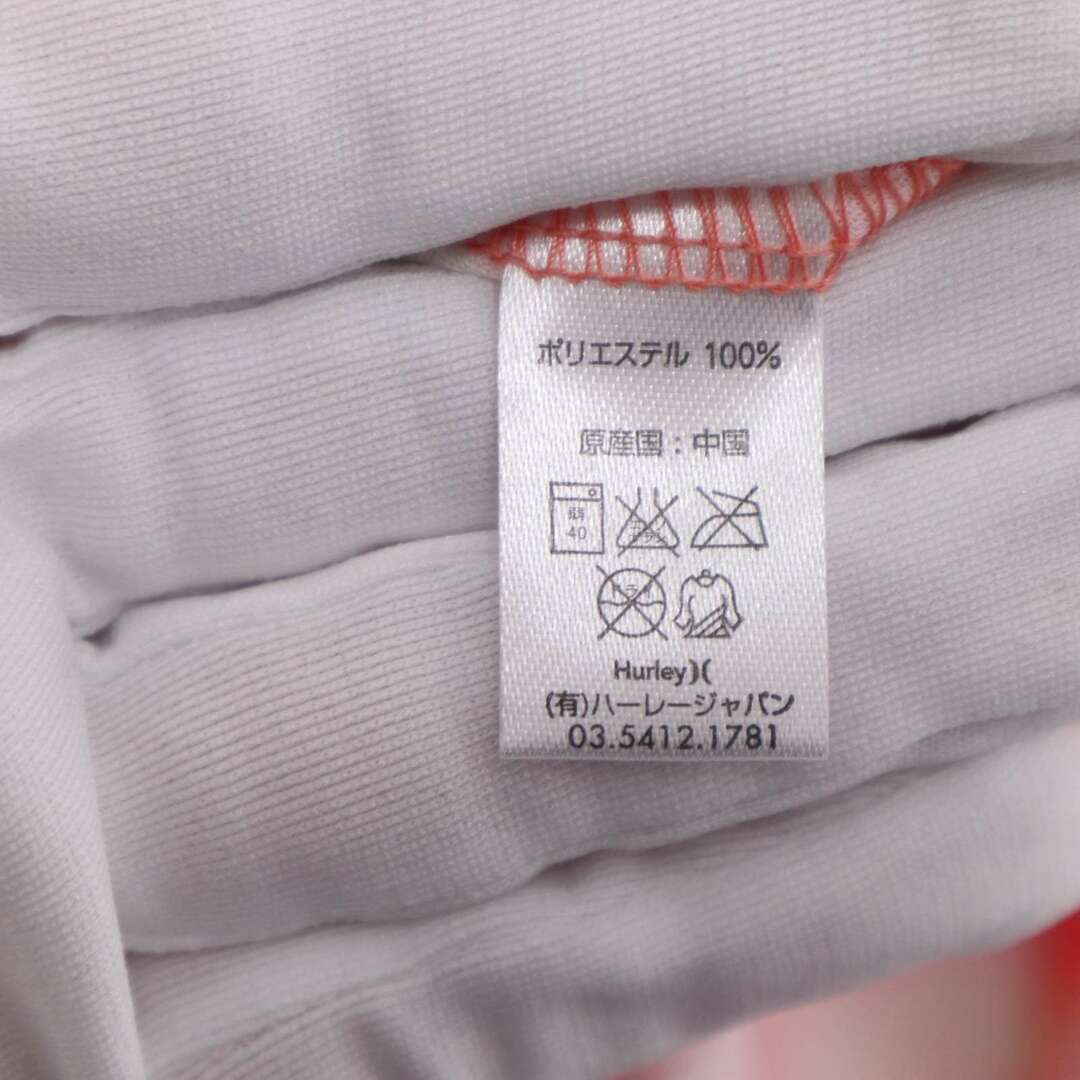 ポリエステル 100%
原産国:中国
弱
40
Hurley)(
(有)ハーレージャパン
03.5412.1781